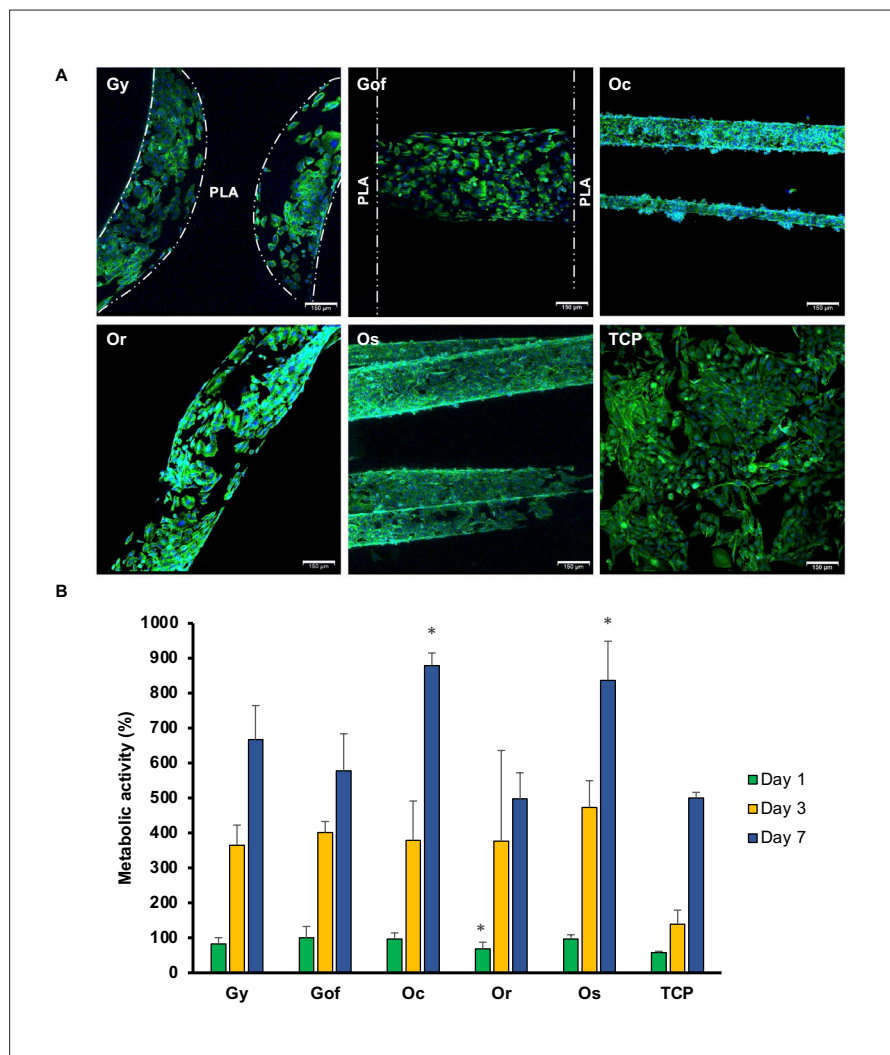 A
Gy
Gof
Oc
PLA
PLA
PLA
150 µm
150 µm
150 µm
Or
Os
TCP
150 µm
150 µm
150 µm
B
1000
900
800
700
600
500
400
300
200
100
0
Metabolic activity (%)
*
*
*
Day 1
Day 3
Day 7
Gy
Gof
Oc
Or
Os
TCP